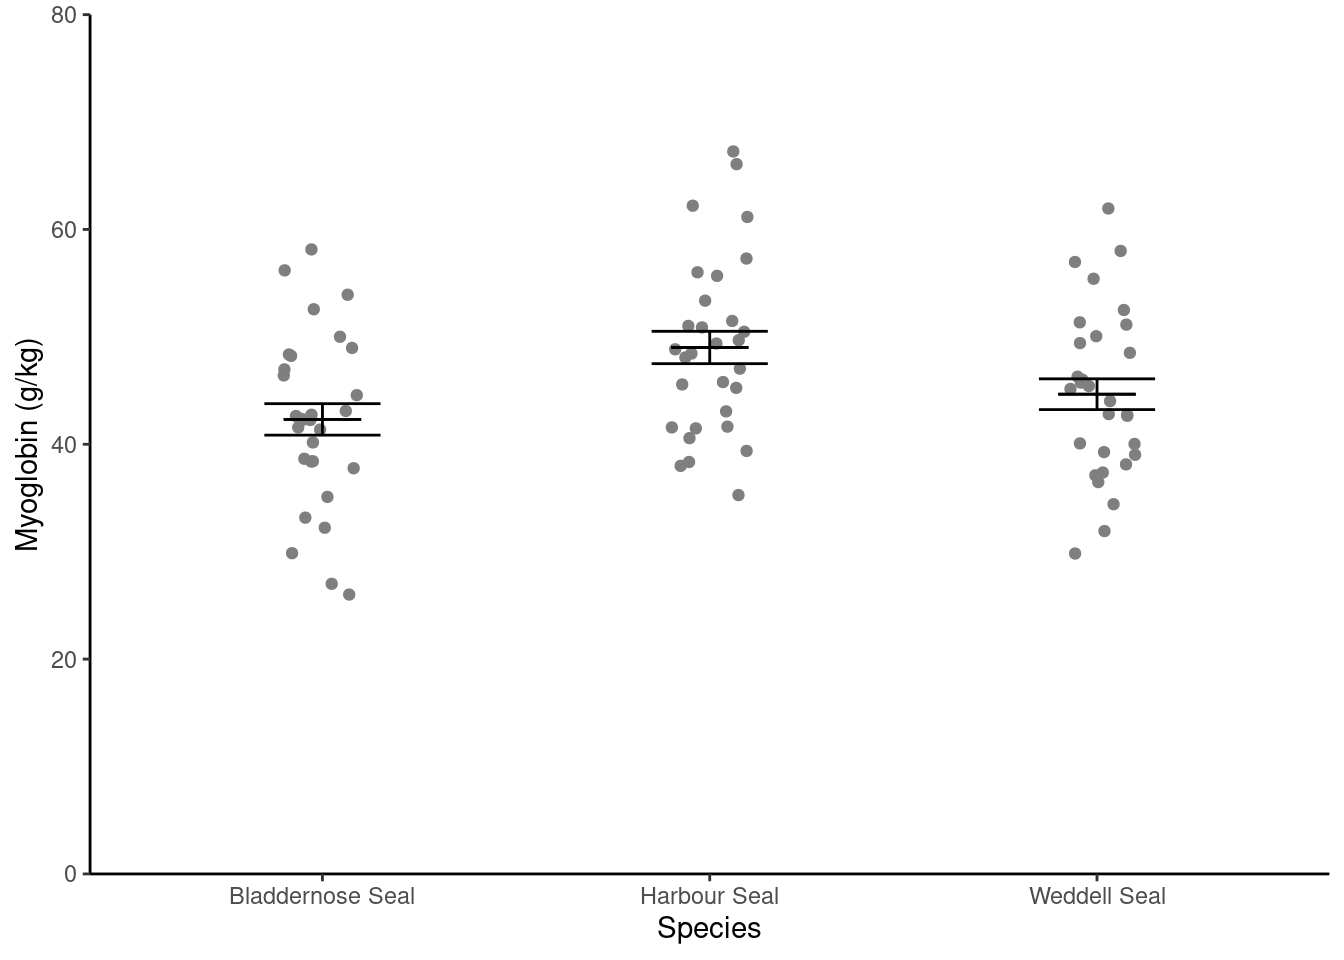 80
60
40
20
0
Myoglobin (g/kg)
Bladdernose Seal
Harbour Seal
Weddell Seal
Species